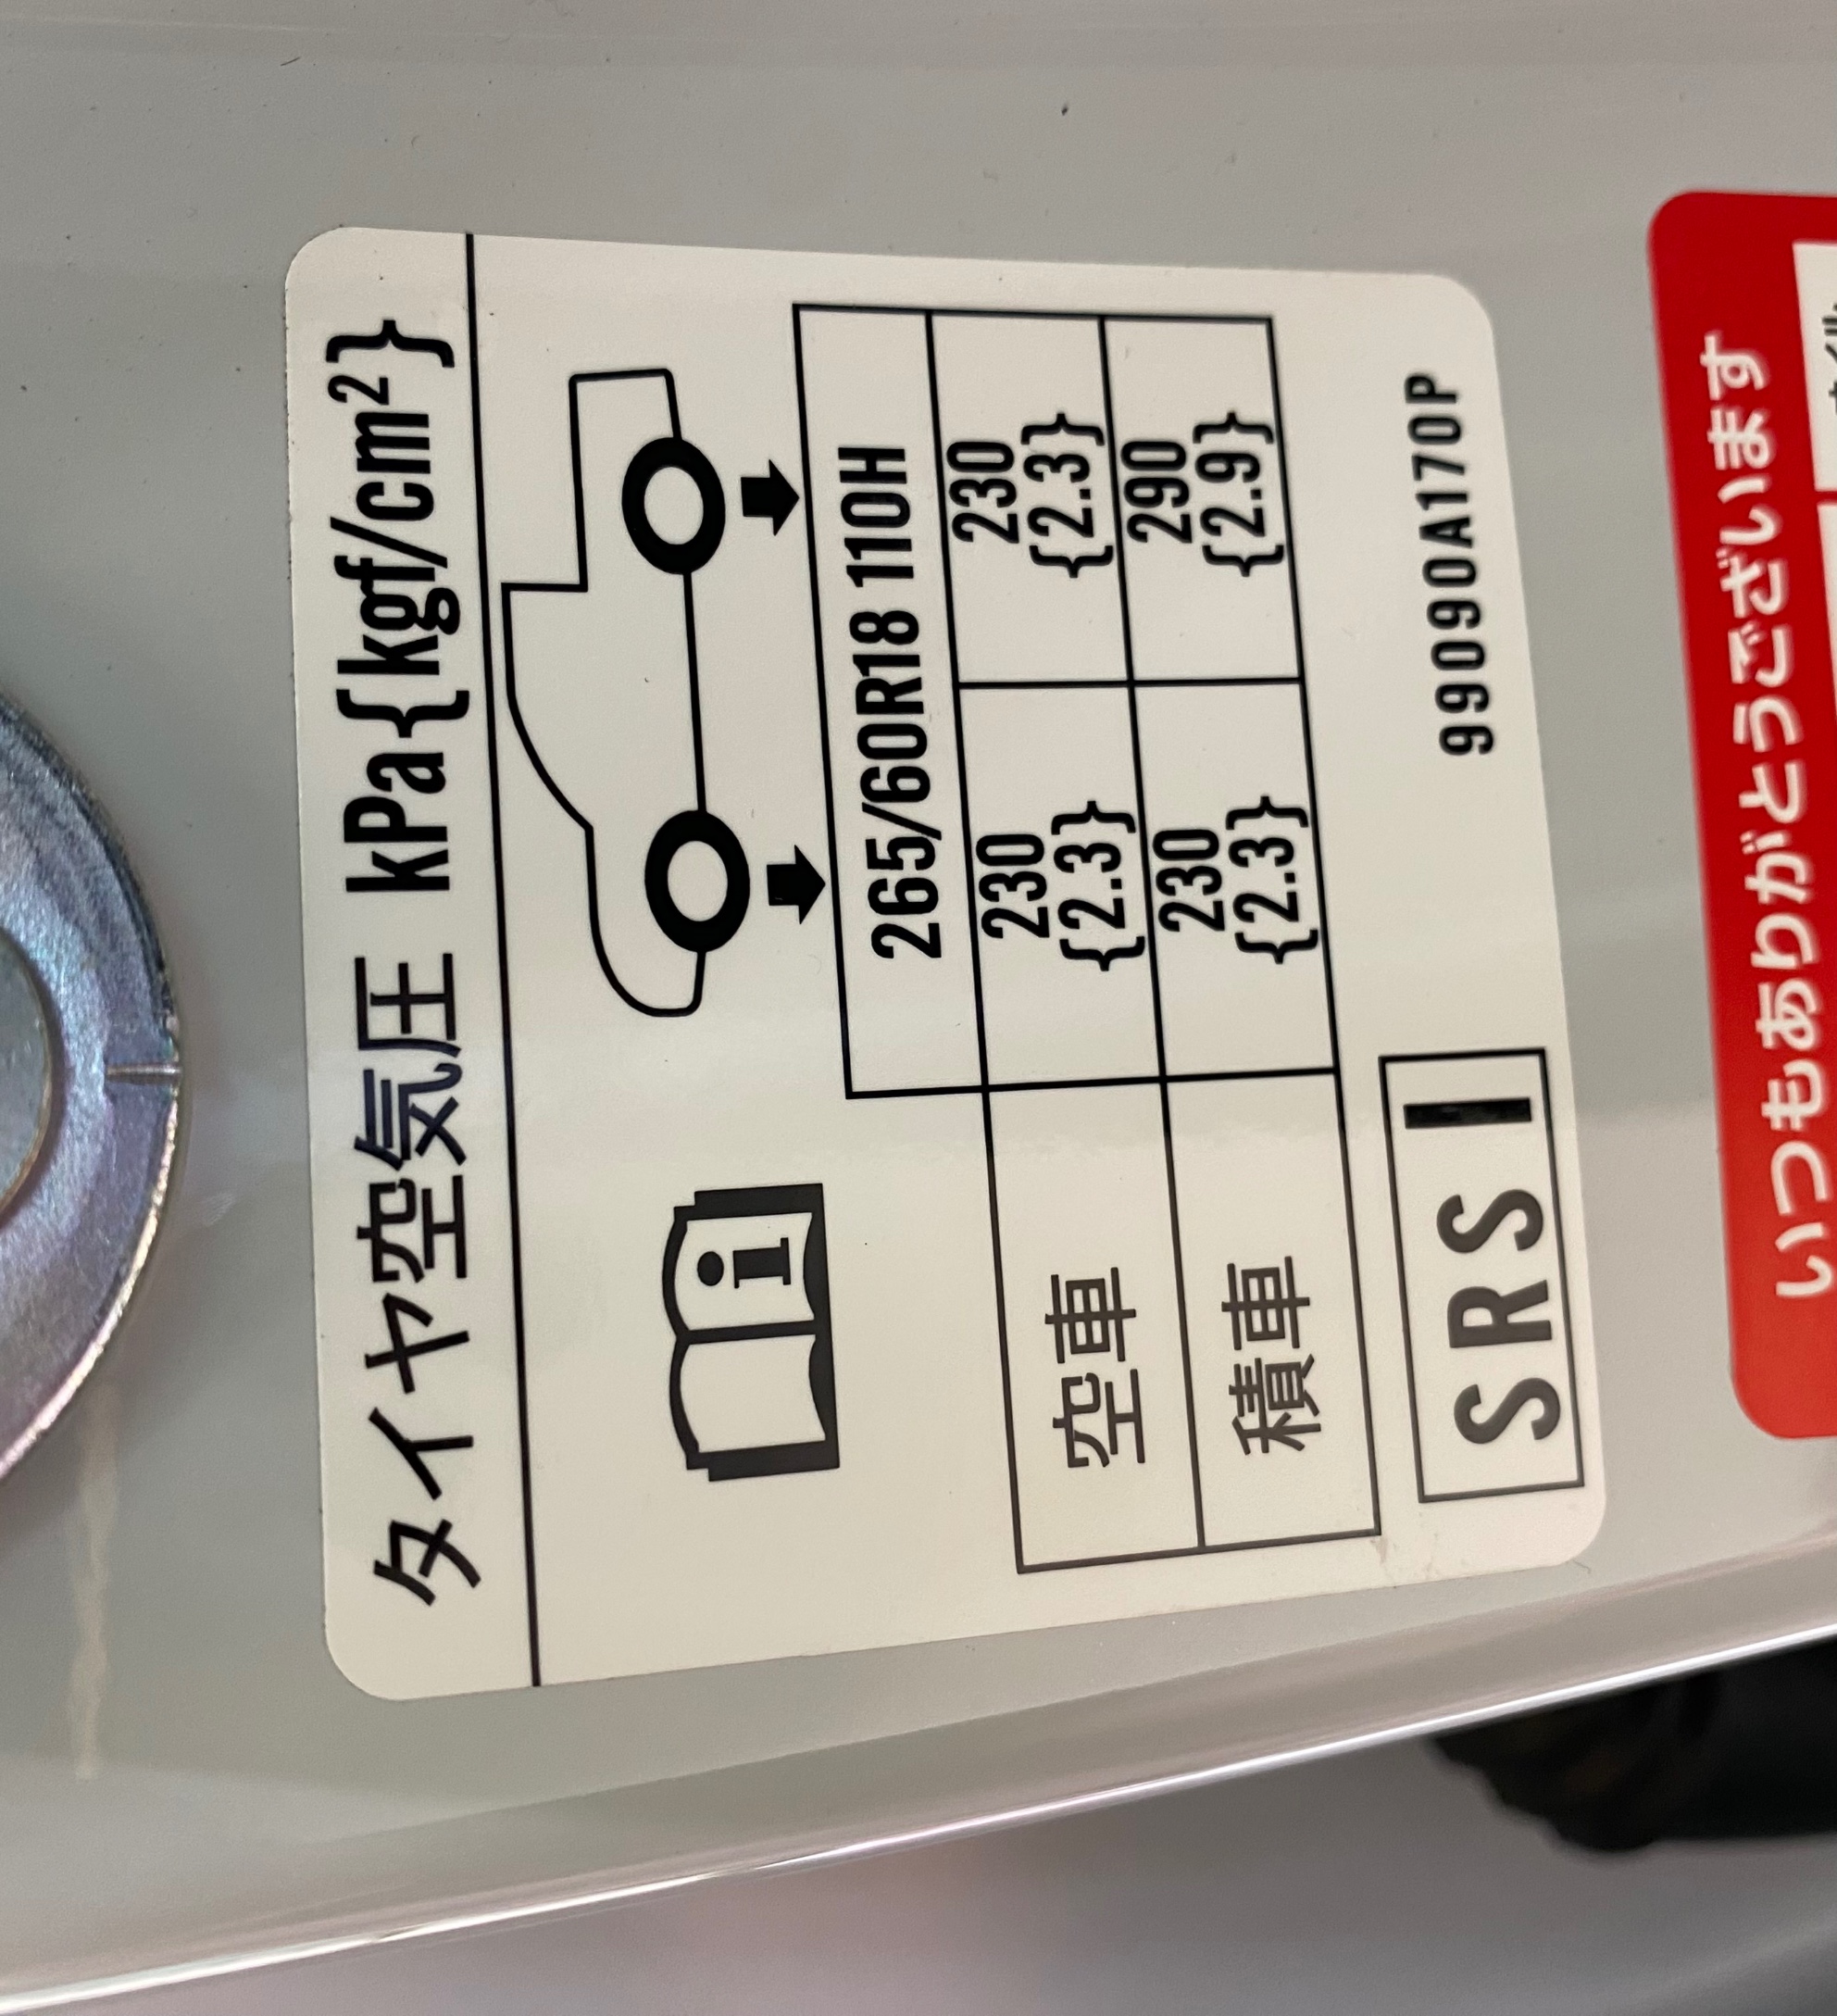 タイヤ空気圧 kPa{kgf/cm²}
i
265/60R18 110H
空車 230 {2.3} 230 {2.3}
積車 230 {2.3} 290 {2.9}
SRS I
99090A170P
いつもありがとうございます